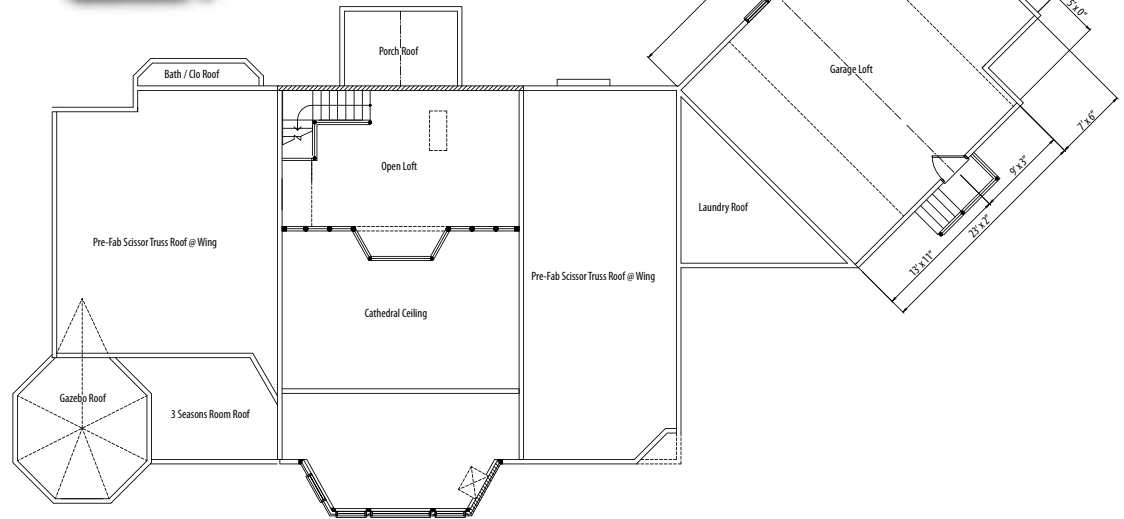 Porch Roof
5' x 0"
Bath / Clo Roof
Garage Loft
7' x 6"
Open Loft
9' x 3"
Laundry Roof
23' x 2"
Pre-Fab Scissor Truss Roof @ Wing
13' x 11"
Pre-Fab Scissor Truss Roof @ Wing
Cathedral Ceiling
Gazebo Roof
3 Seasons Room Roof